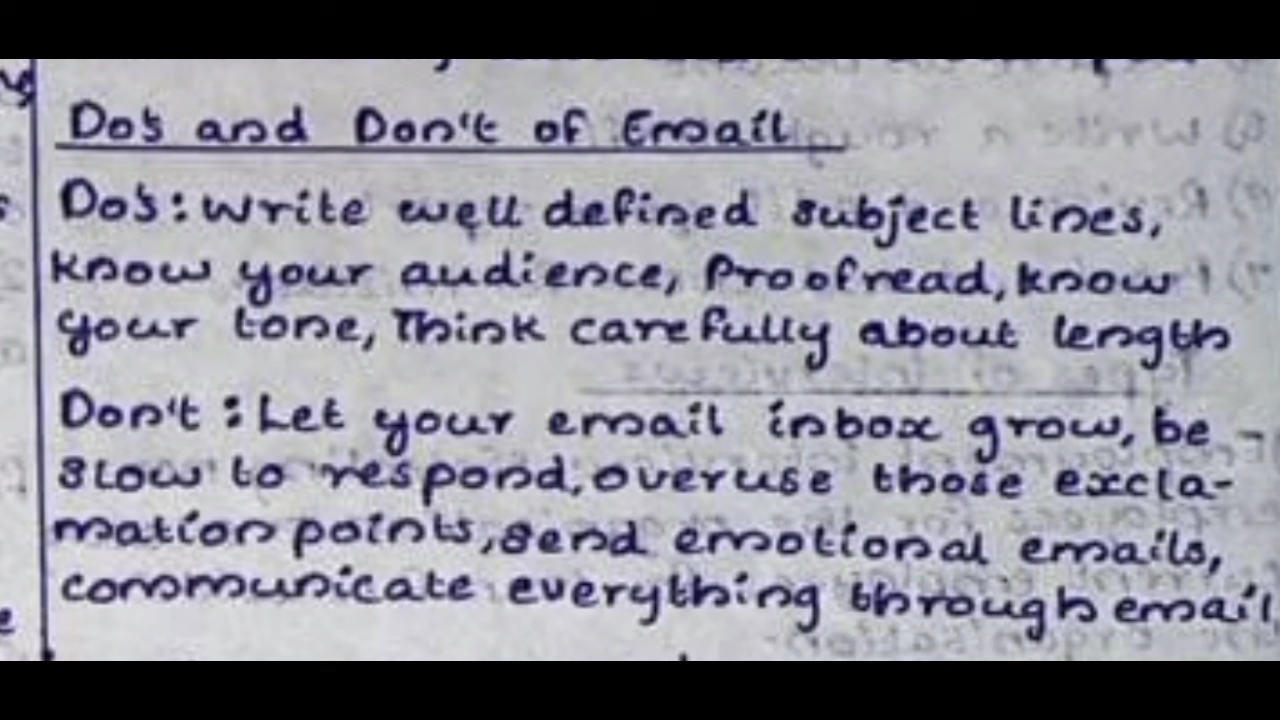 Do's and Don't of Email
Do's: Write well defined subject lines,
know your audience, Proofread, know
your tone, Think carefully about length
Don't: Let your email inbox grow, be
slow to respond, overuse those excla-
mation points, send emotional emails,
communicate everything through email